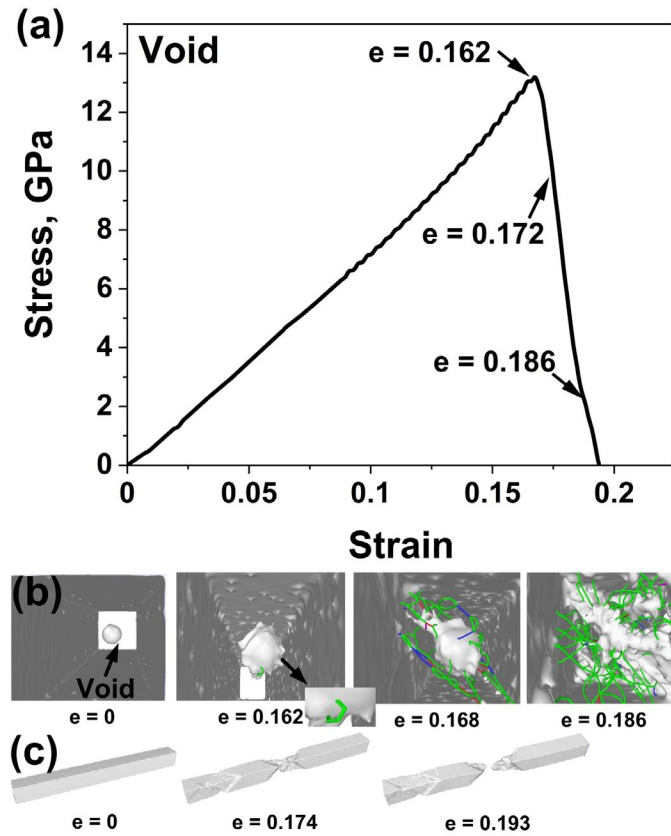 (a)
Void
e = 0.162
e = 0.172
e = 0.186
Stress, GPa
14
12
10
8
6
4
2
0
0
0.05
0.1
0.15
0.2
Strain
(b)
Void
e = 0
e = 0.162
e = 0.168
e = 0.186
(c)
e = 0
e = 0.174
e = 0.193